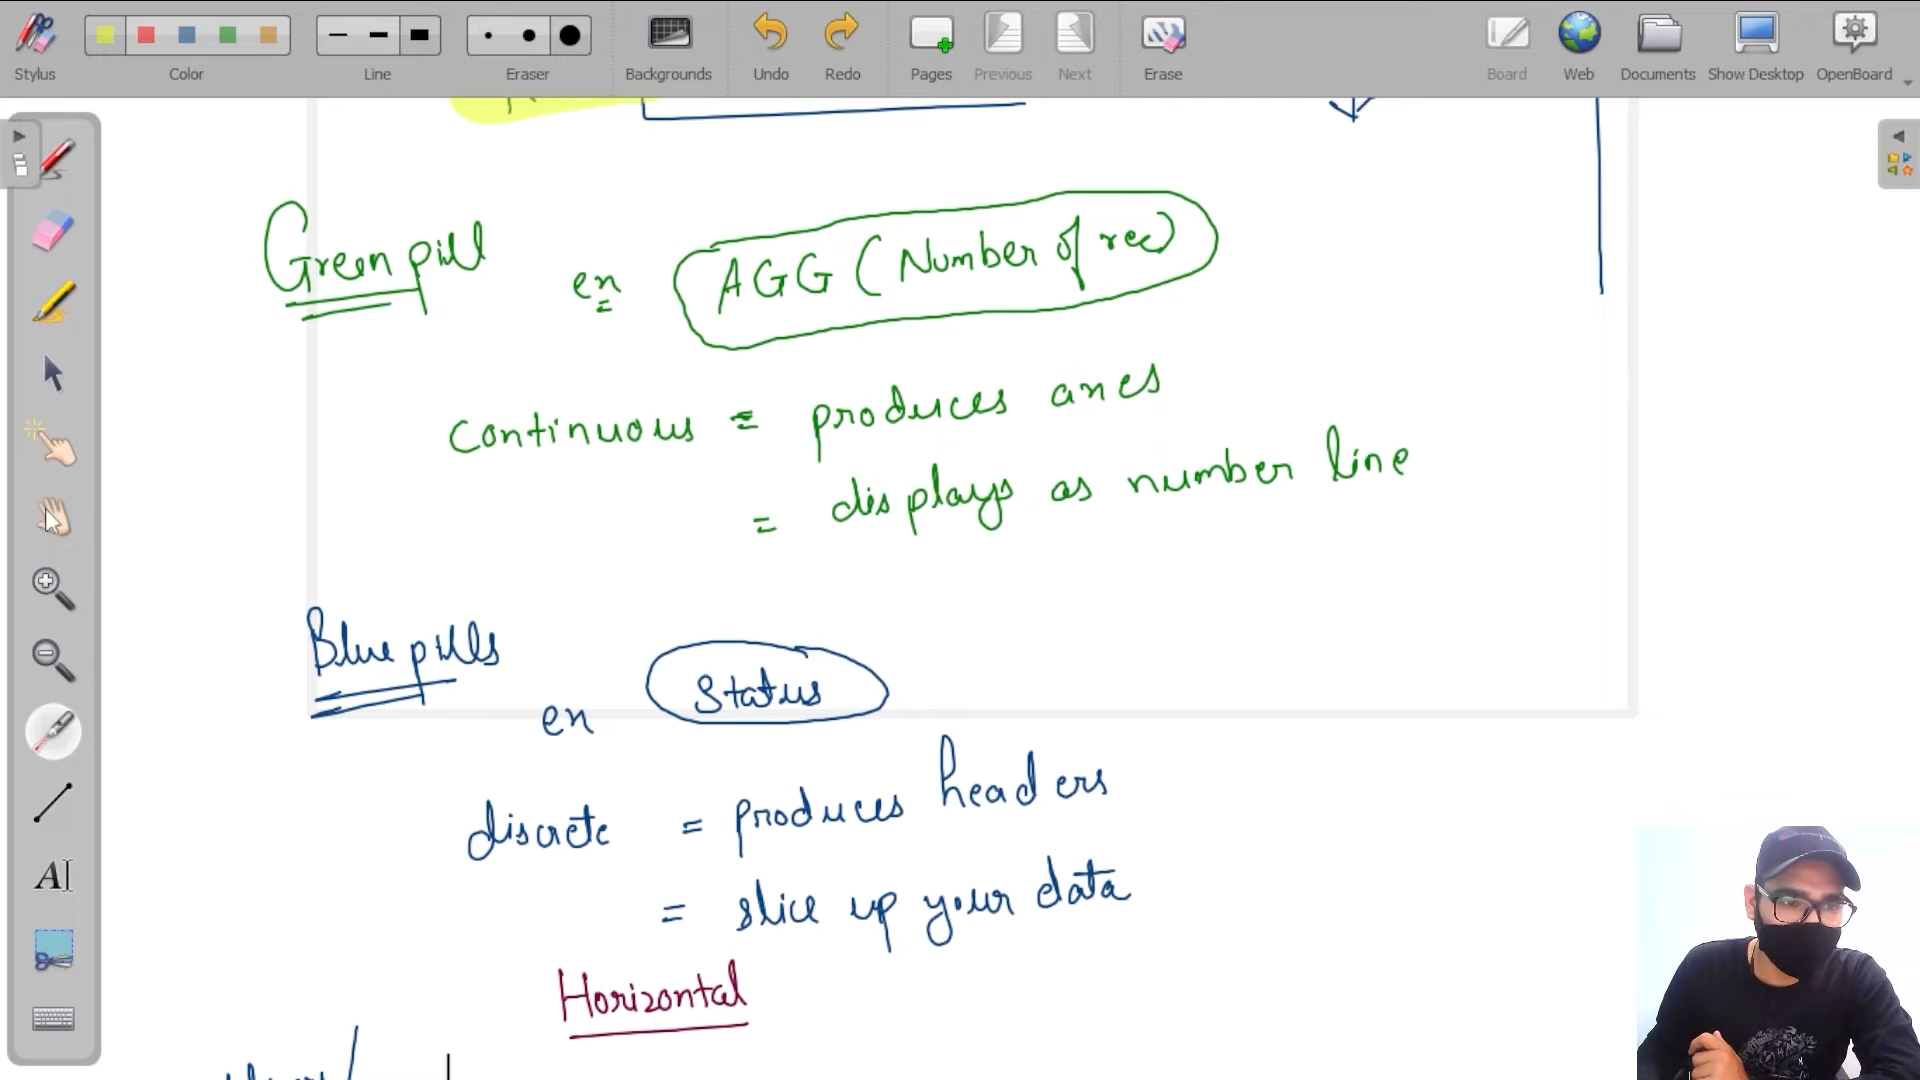 Stylus
Color
Line
Eraser
Backgrounds
Undo
Redo
Pages
Previous
Next
Erase
Board
Web
Documents
Show Desktop
OpenBoard
Green pill
ex
AGG (Number of rec)
continuous = produces axes
= displays as number line
Blue pills
ex
Status
discrete = produces headers
= slice up your data
Horizontal